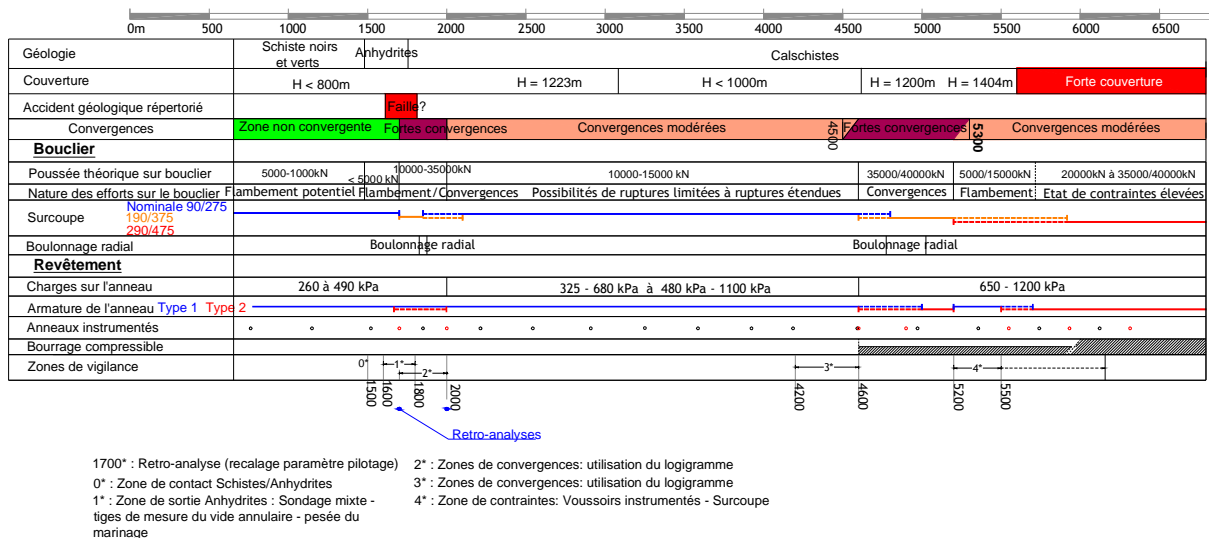 0m 500 1000 1500 2000 2500 3000 3500 4000 4500 5000 5500 6000 6500
Géologie
Schiste noirs
et verts
Anhydrites
Calschistes
Couverture
H < 800m
H = 1223m
H < 1000m
H = 1200m
H = 1404m
Forte couverture
Accident géologique répertorié
Faille?
Convergences
Zone non convergente
Fortes convergences
Convergences modérées
4500
Fortes convergences
5300
Convergences modérées
Bouclier
Poussée théorique sur bouclier
5000-1000kN
< 5000 kN
10000-35000kN
10000-15000 kN
35000/40000kN
5000/15000kN
20000kN à 35000/40000kN
Nature des efforts sur le bouclier
Flambement potentiel
Flambement/Convergences
Possibilités de ruptures limitées à ruptures étendues
Convergences
Flambement
Etat de contraintes élevées
Surcoupe
Nominale 90/275
190/375
290/475
Boulonnage radial
Boulonnage radial
Boulonnage radial
Revêtement
Charges sur l'anneau
260 à 490 kPa
325 - 680 kPa à 480 kPa - 1100 kPa
650 - 1200 kPa
Armature de l'anneau Type 1 Type 2
Anneaux instrumentés
Bourrage compressible
Zones de vigilance
0*
1*
2*
3*
4*
1500
1600
1800
2000
4200
4600
5200
5500
Retro-analyses
1700* : Retro-analyse (recalage paramètre pilotage)
0* : Zone de contact Schistes/Anhydrites
1* : Zone de sortie Anhydrites : Sondage mixte -
tiges de mesure du vide annulaire - pesée du
marinage
2* : Zones de convergences: utilisation du logigramme
3* : Zones de convergences: utilisation du logigramme
4* : Zone de contraintes: Voussoirs instrumentés - Surcoupe